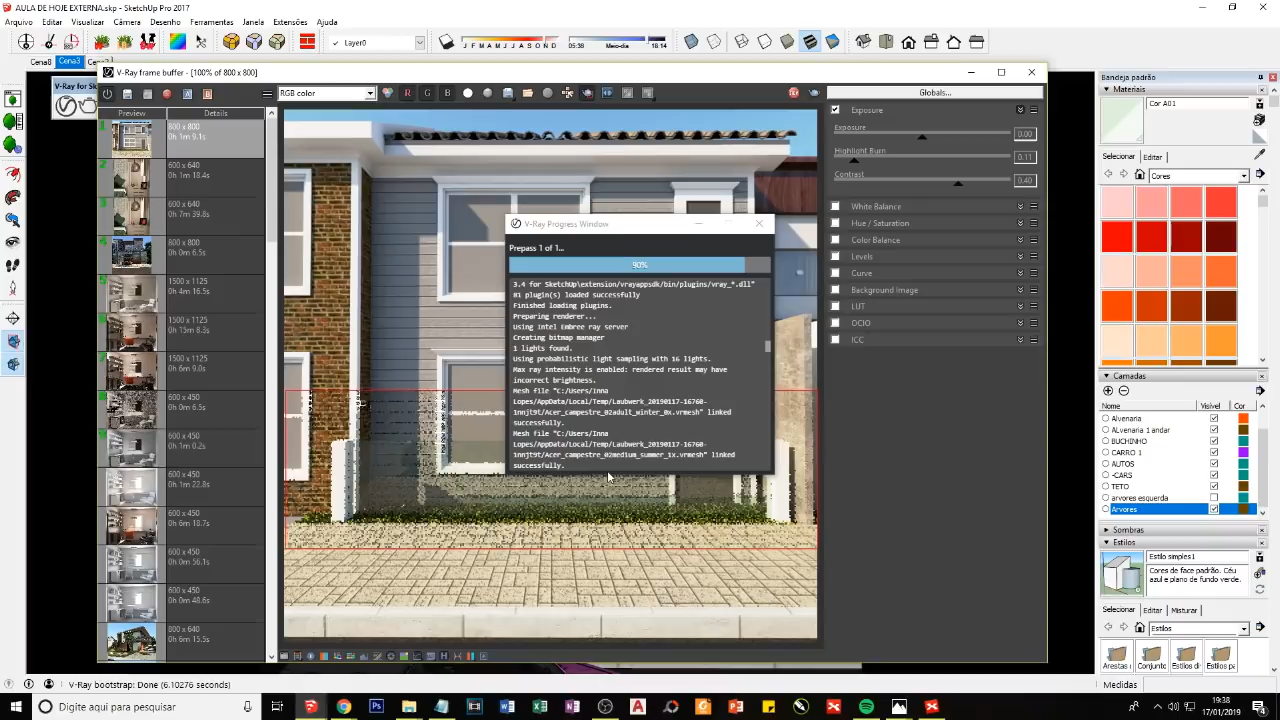 AULA DE HOJE EXTERNA.skp - SketchUp Pro 2017
Arquivo Editar Visualizar Câmera Desenho Ferramentas Janela Extensões Ajuda
Layer0
J F M A M J J A S O N D
05:38 Meio-dia 18:14
Cena8 Cena3
V-Ray for Sk
V-Ray frame buffer - [100% of 800 x 800]
RGB color
R G B
Preview Details
800 x 800
0h 1m 9.1s
600 x 640
0h 1m 18.4s
600 x 640
0h 7m 39.8s
800 x 800
0h 0m 6.5s
1500 x 1125
0h 4m 16.5s
1500 x 1125
0h 15m 8.3s
1500 x 1125
0h 6m 9.0s
600 x 450
0h 0m 6.5s
600 x 450
0h 1m 0.2s
600 x 450
0h 1m 22.8s
600 x 450
0h 6m 18.7s
600 x 450
0h 0m 56.1s
600 x 450
0h 0m 48.6s
800 x 640
0h 6m 15.5s
V-Ray Progress Window
Prepass 1 of 1...
90%
3.4 for SketchUp\extension/vrayappsdk/bin/plugins/vray_*.dll"
81 plugin(s) loaded successfully
Finished loading plugins.
Preparing renderer...
Using Intel Embree ray server
Creating bitmap manager
1 lights found.
Using probabilistic light sampling with 16 lights.
Max ray intensity is enabled: rendered result may have
incorrect brightness.
Mesh file "C:/Users/Inna
Lopes/AppData/Local/Temp/Laubwerk_20190117-16760-
1nnjt9t/Acer_campestre_02adult_winter_0x.vrmesh" linked
successfully.
Mesh file "C:/Users/Inna
Lopes/AppData/Local/Temp/Laubwerk_20190117-16760-
1nnjt9t/Acer_campestre_02medium_summer_1x.vrmesh" linked
successfully.
Globals...
Exposure
Exposure
0.00
Highlight Burn
0.11
Contrast
0.40
White Balance
Hue / Saturation
Color Balance
Levels
Curve
Background Image
LUT
OCIO
ICC
Bandeja padrão
Materiais
Cor A01
Selecionar Editar
Cores
Camadas
Nome Visível Cor
Alvenaria
ALvenaria 1 andar
BUCHINHO
CARRO 1
AUTOS
-CARS
TETO
arvores esquerda
Arvores
Sombras
Estilos
Estilo simples1
Cores de face padrão. Céu
azul e plano de fundo verde.
Selecionar Editar Misturar
Estilos
Arestas Conjunto Estilos di Estilos pa
V-Ray bootstrap: Done (6.10276 seconds)
Medidas
Digite aqui para pesquisar
19:38
17/01/2019